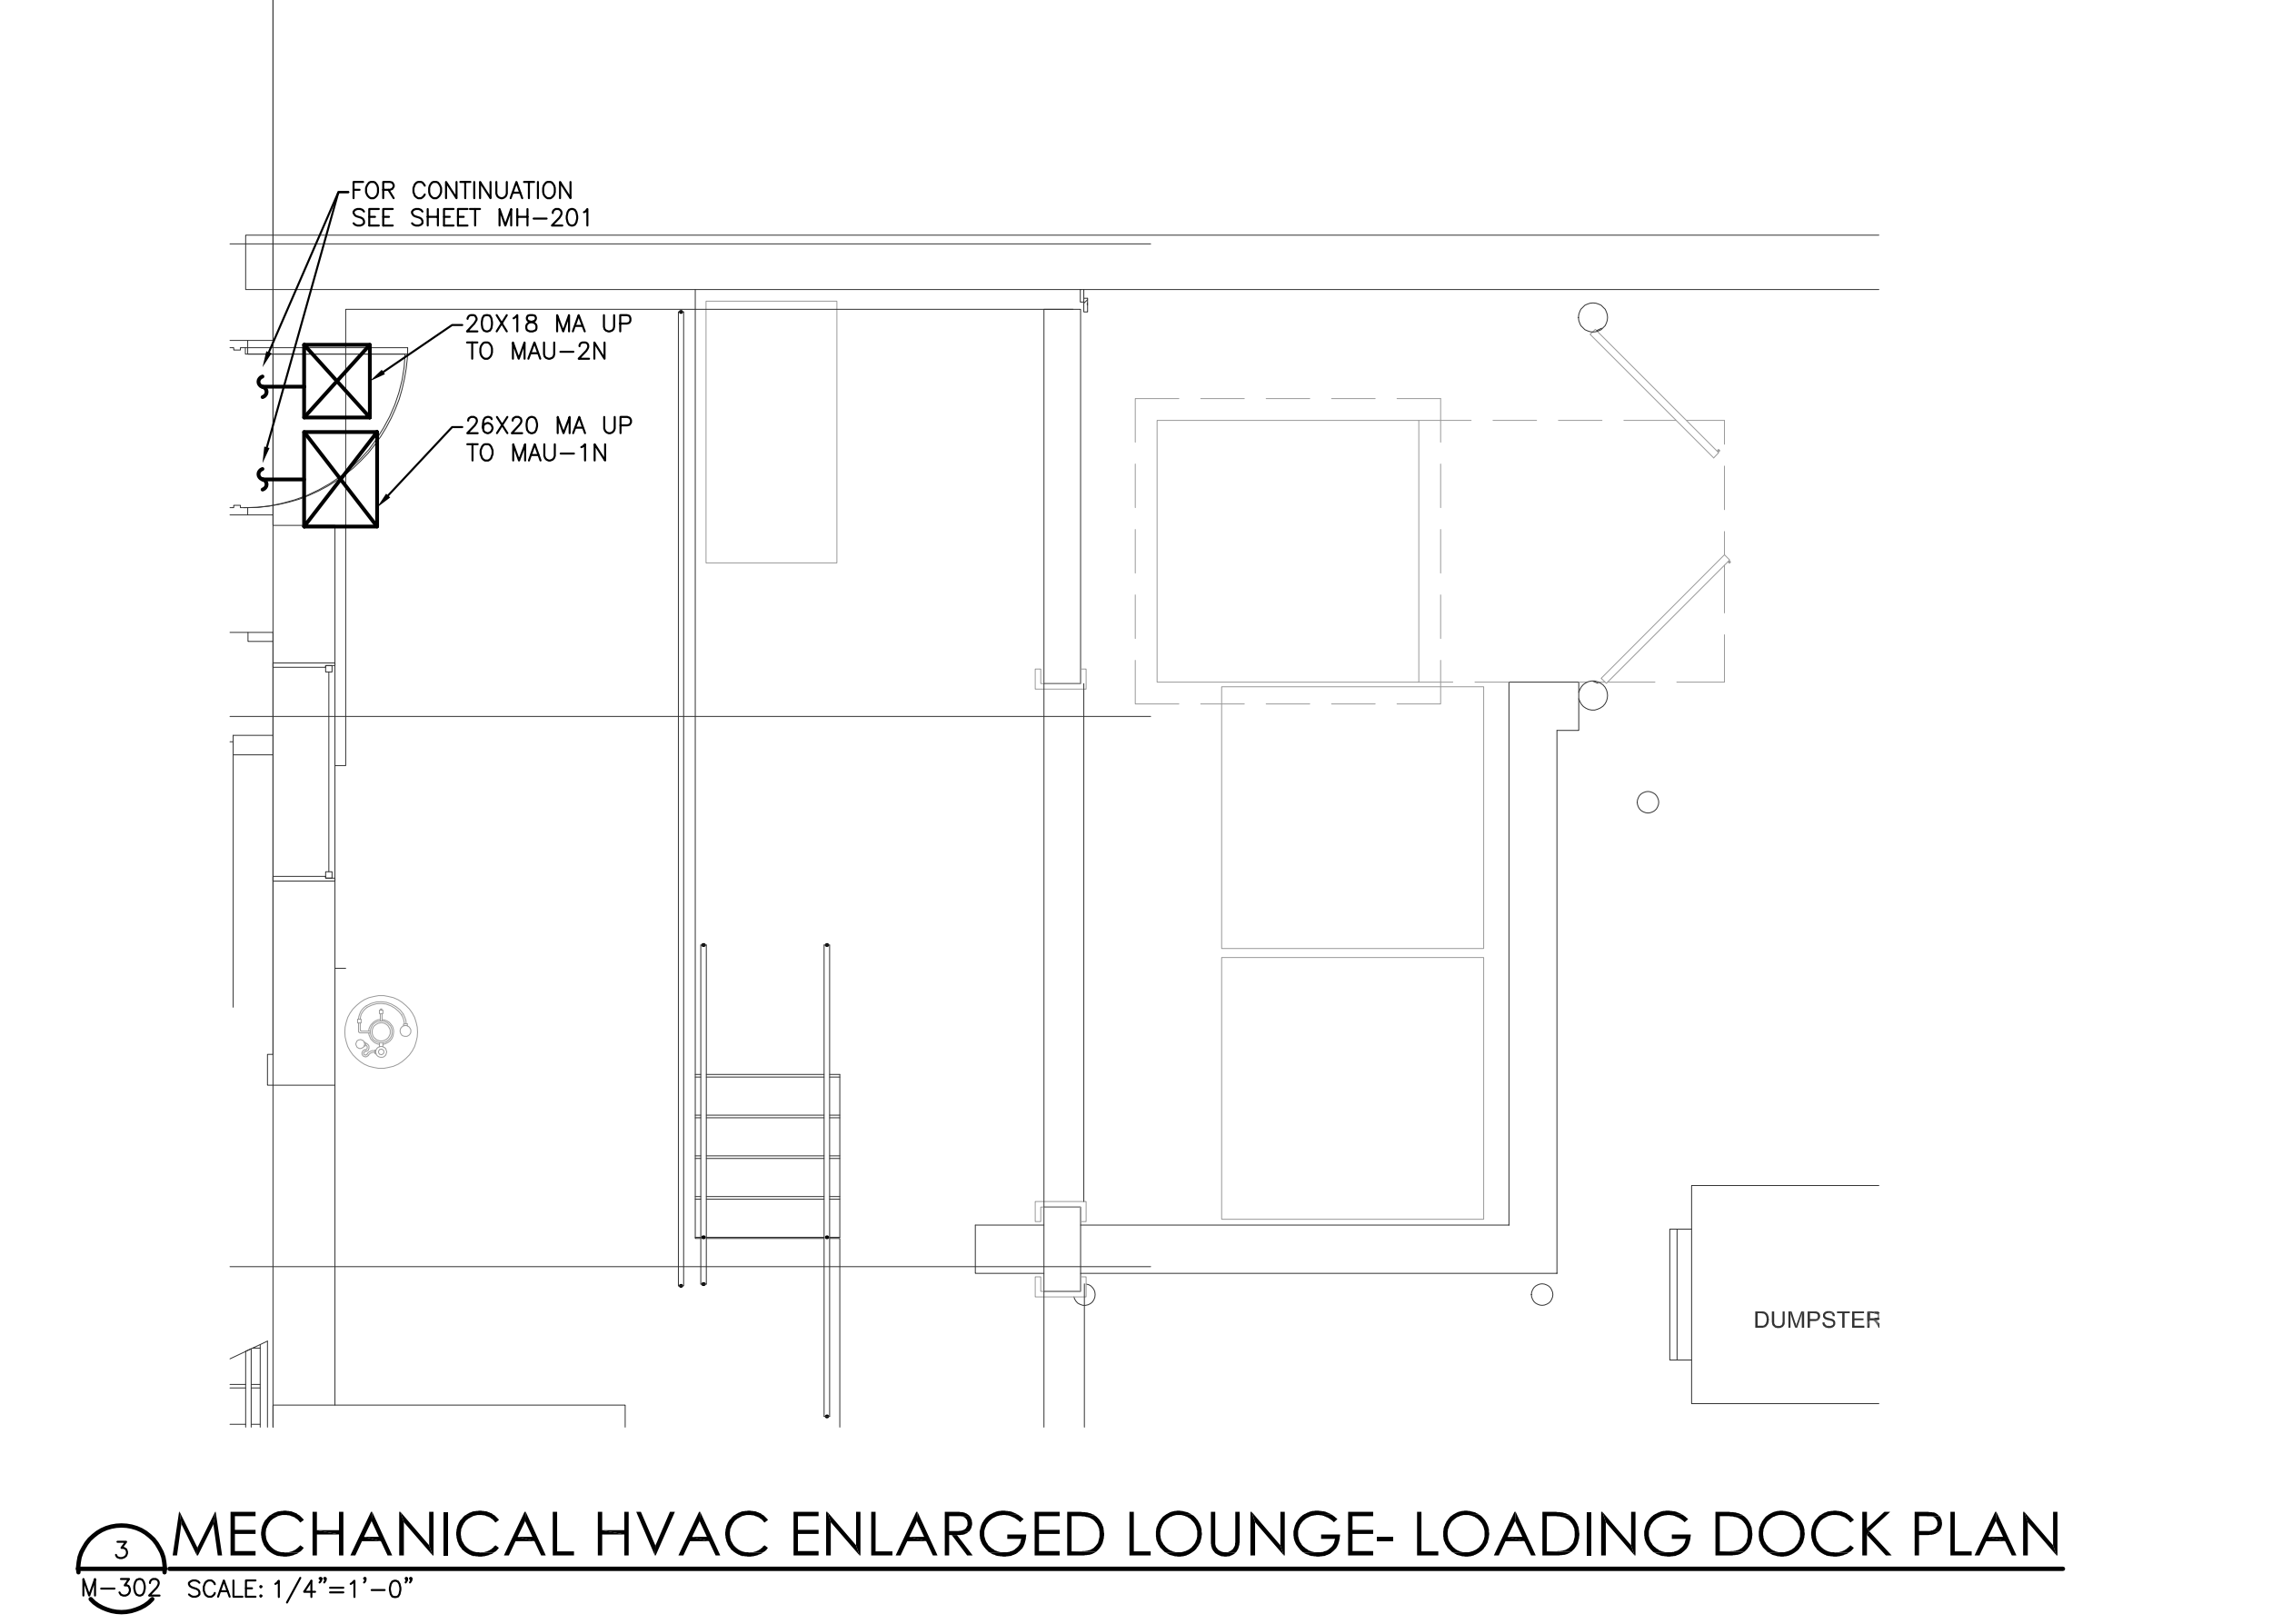 FOR CONTINUATION
SEE SHEET MH-201
20X18 MA UP
TO MAU-2N
26X20 MA UP
TO MAU-1N
DUMPSTER
3
MECHANICAL HVAC ENLARGED LOUNGE- LOADING DOCK PLAN
M-302 SCALE: 1/4"=1'-0"